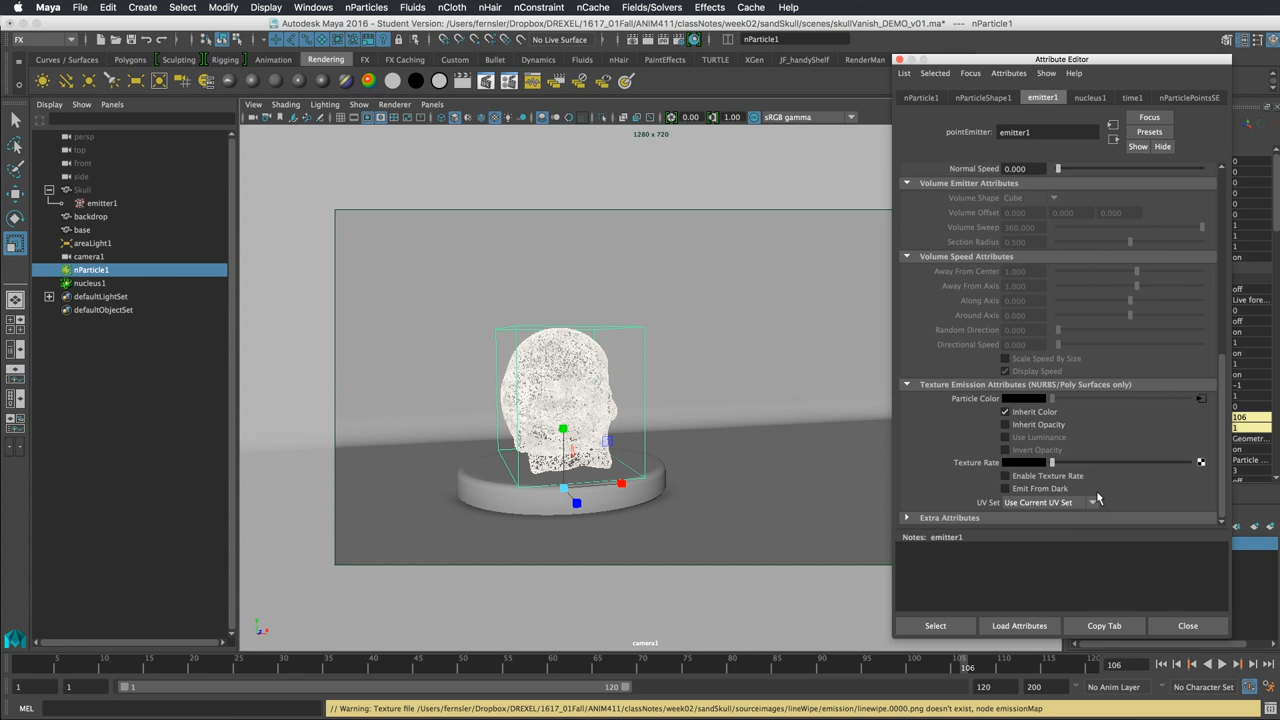 Maya File Edit Create Select Modify Display Windows nParticles Fluids nCloth nHair nConstraint nCache Fields/Solvers Help
Autodesk Maya 2016 - Student Version: /Users/fernsler/Dropbox/DREXEL/1617_01Fall/ANIM411/classNotes/week02/sandSkull/scenes/skullVanish_DEMO_v01.ma* --- nParticle1
FX No Live Surface nParticle1
Curves / Surfaces Polygons Sculpting Rigging Animation Rendering FX FX Caching Custom Bullet Dynamics Fluids nHair PaintEffects TURTLE XGen JF_handyShelf RenderMan
Display Show Panels
View Shading Lighting Show Renderer Panels
0.00 1.00 sRGB gamma
1280 x 720
persp
top
front
side
Skull
emitter1
backdrop
base
areaLight1
camera1
nParticle1
nucleus1
defaultLightSet
defaultObjectSet
camera1
Attribute Editor
List Selected Focus Attributes Show Help
nParticle1 nParticleShape1 emitter1 nucleus1 time1 nParticlePointsSE
pointEmitter: emitter1
Focus
Presets
Show Hide
Normal Speed 0.000
Volume Emitter Attributes
Volume Shape Cube
Volume Offset 0.000 0.000 0.000
Volume Sweep 360.000
Section Radius 0.500
Volume Speed Attributes
Away From Center 1.000
Away From Axis 1.000
Along Axis 0.000
Around Axis 0.000
Random Direction 0.000
Directional Speed 0.000
Scale Speed By Size
Display Speed
Texture Emission Attributes (NURBS/Poly Surfaces only)
Particle Color
Inherit Color
Inherit Opacity
Use Luminance
Invert Opacity
Texture Rate
Enable Texture Rate
Emit From Dark
UV Set Use Current UV Set
Extra Attributes
Notes: emitter1
Select Load Attributes Copy Tab Close
5 10 15 20 25 30 35 40 45 50 55 60 65 70 75 80 85 90 95 100 105 110 115 120
106 106
1 1 1 120 120 200 No Anim Layer No Character Set
MEL // Warning: Texture file /Users/fernsler/Dropbox/DREXEL/1617_01Fall/ANIM411/classNotes/week02/sandSkull/sourceimages/lineWipe/emission/linewipe.0000.png doesn't exist, node emissionMap